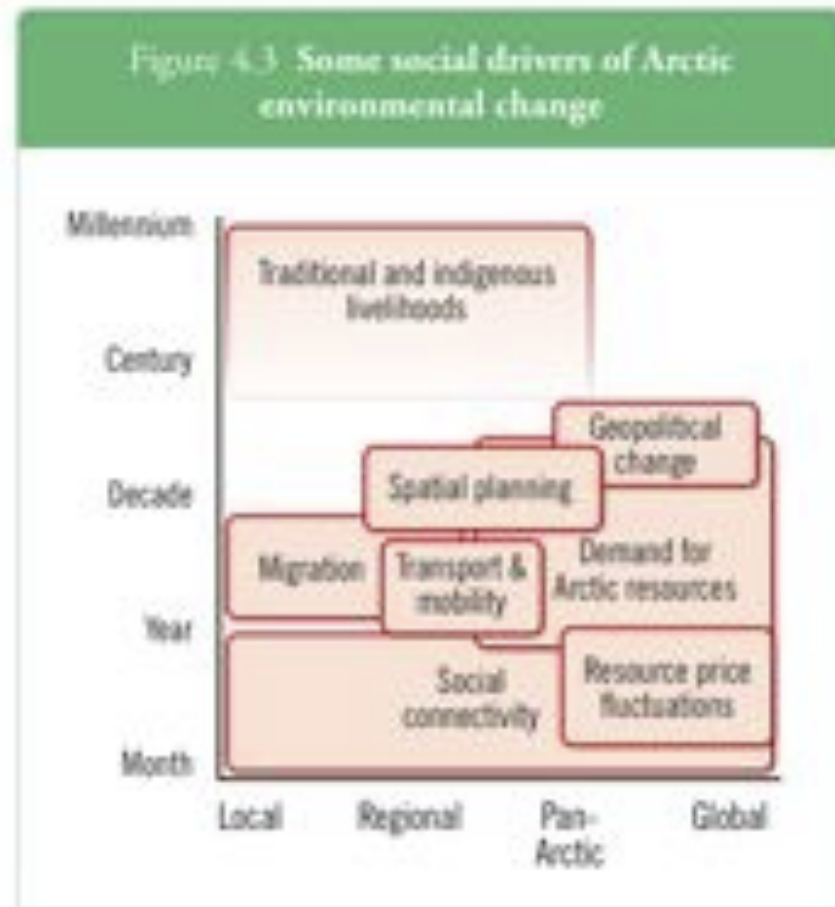 Figure 4.3 Some social drivers of Arctic
environmental change
Millennium
Traditional and indigenous
livelihoods
Century
Geopolitical
change
Decade
Spatial planning
Migration
Transport &
mobility
Demand for
Arctic resources
Year
Social
connectivity
Resource price
fluctuations
Month
Local
Regional
Pan-
Arctic
Global